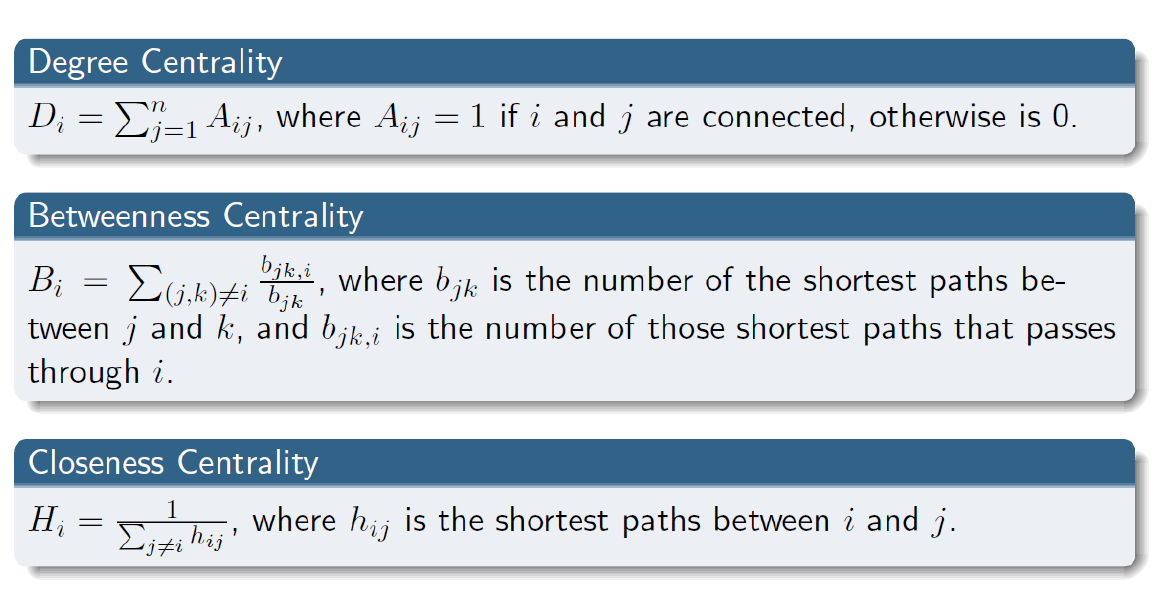 Degree Centrality
$D_i = \sum_{j=1}^{n} A_{ij}$, where $A_{ij} = 1$ if $i$ and $j$ are connected, otherwise is 0.
Betweenness Centrality
$B_i = \sum_{(j,k) \neq i} \frac{b_{jk,i}}{b_{jk}}$, where $b_{jk}$ is the number of the shortest paths be-
tween $j$ and $k$, and $b_{jk,i}$ is the number of those shortest paths that passes
through $i$.
Closeness Centrality
$H_i = \frac{1}{\sum_{j \neq i} h_{ij}}$, where $h_{ij}$ is the shortest paths between $i$ and $j$.